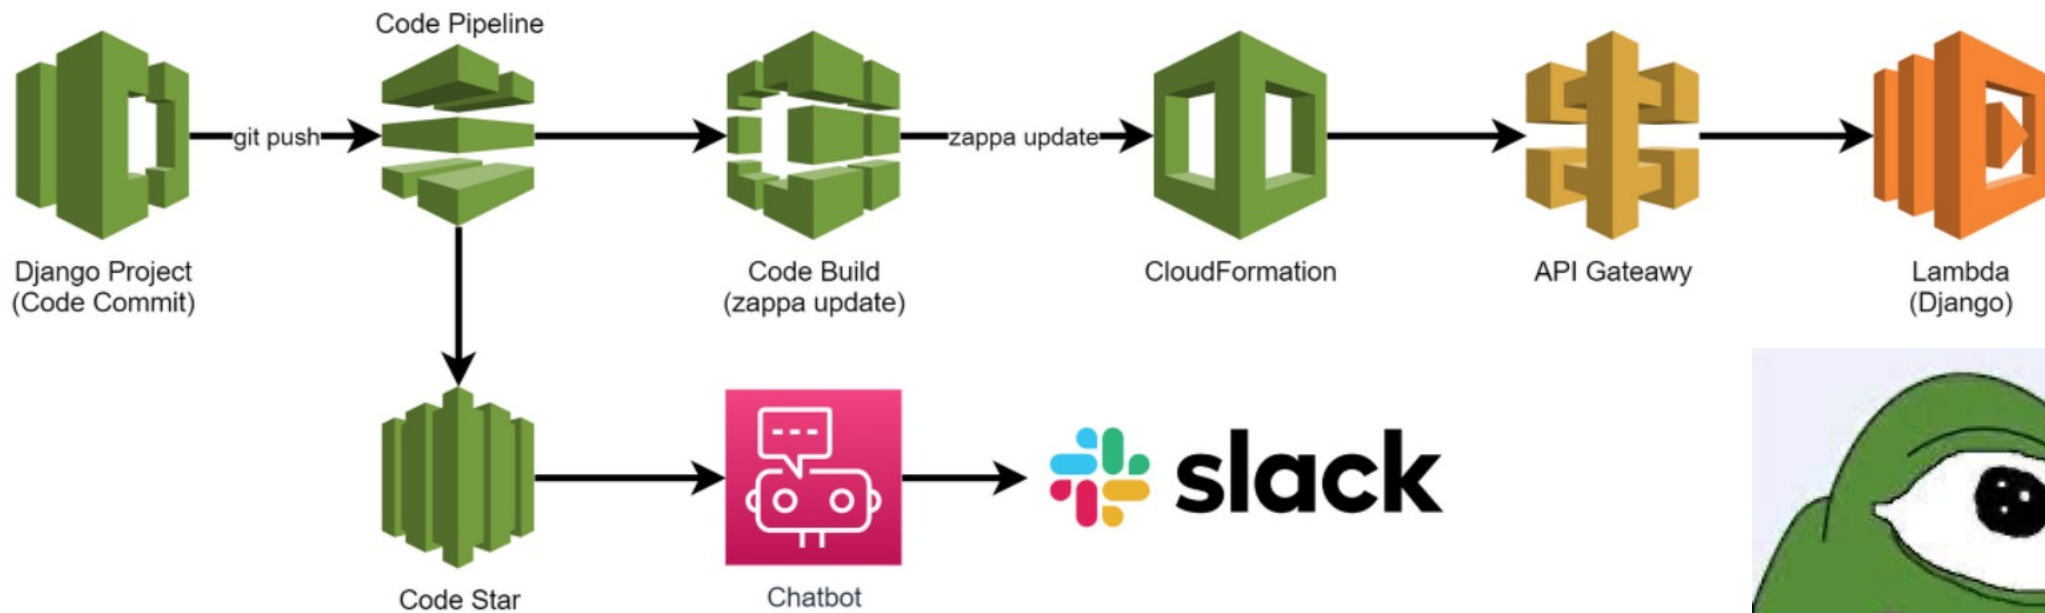 Code Pipeline
git push
zappa update
Django Project
(Code Commit)
Code Build
(zappa update)
CloudFormation
API Gateawy
Lambda
(Django)
slack
Code Star
Chatbot